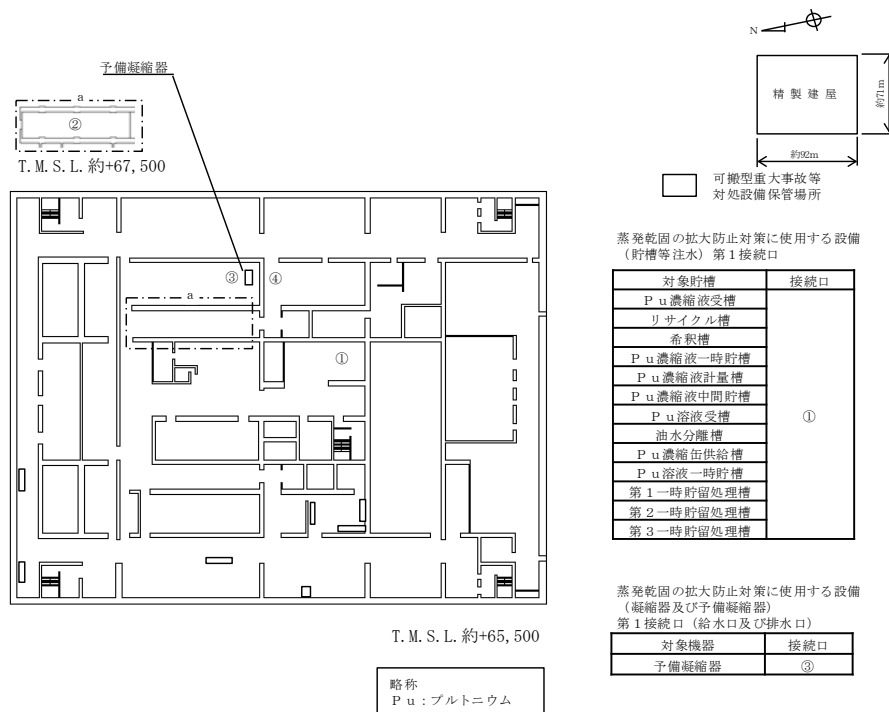 予備凝縮器
a
②
T.M.S.L.約+67,500
③
④
a
①
T.M.S.L.約+65,500
略称
Ｐｕ：プルトニウム
N
精製建屋
約71m
約92m
可搬型重大事故等
対処設備保管場所
蒸発乾固の拡大防止対策に使用する設備
（貯槽等注水）第１接続口
対象貯槽 接続口
Ｐｕ濃縮液受槽
リサイクル槽
希釈槽
Ｐｕ濃縮液一時貯槽
Ｐｕ濃縮液計量槽
Ｐｕ濃縮液中間貯槽
Ｐｕ溶液受槽 ①
油水分離槽
Ｐｕ濃縮缶供給槽
Ｐｕ溶液一時貯槽
第１一時貯留処理槽
第２一時貯留処理槽
第３一時貯留処理槽
蒸発乾固の拡大防止対策に使用する設備
（凝縮器及び予備凝縮器）
第１接続口（給水口及び排水口）
対象機器 接続口
予備凝縮器 ③